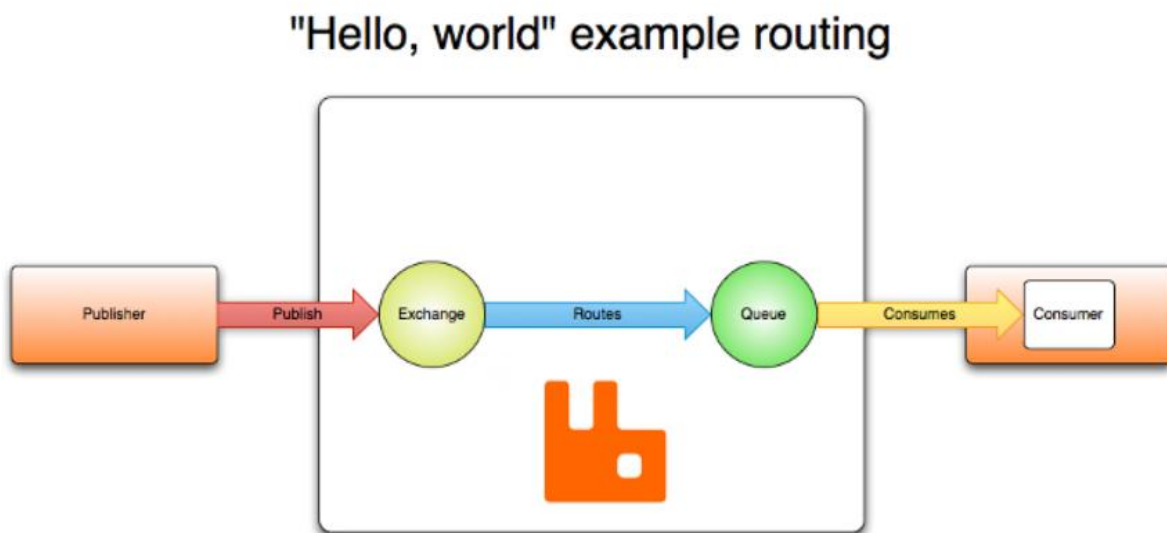 "Hello, world" example routing
Publisher
Publish
Exchange
Routes
Queue
Consumes
Consumer